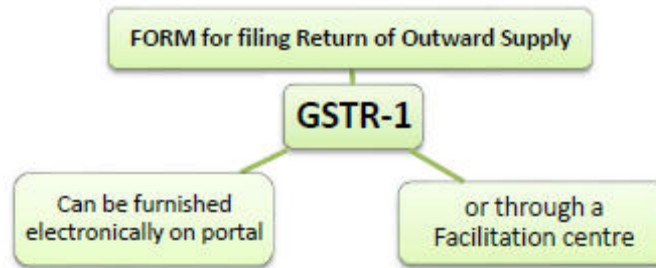 FORM for filing Return of Outward Supply
GSTR-1
Can be furnished
electronically on portal
or through a
Facilitation centre